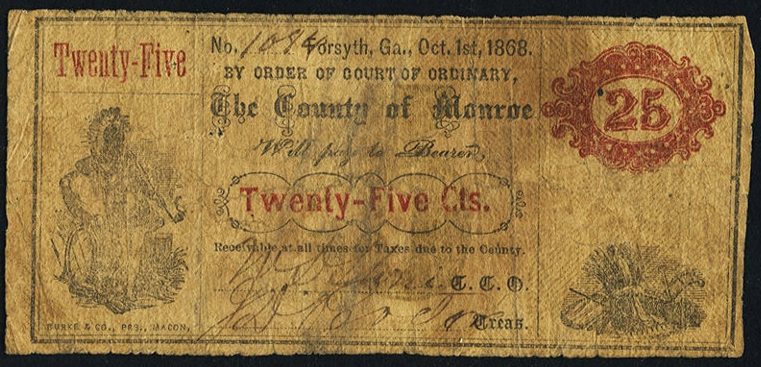 Twenty-Five
No. 108 Forsyth, Ga., Oct. 1st, 1868.
BY ORDER OF COURT OF ORDINARY,
The County of Monroe
25
Will pay to Bearer
Twenty-Five Cts.
Receivable at all times for Taxes due to the County.
C. C. O.
Treas.
BURKE & CO., PRS., MACON,